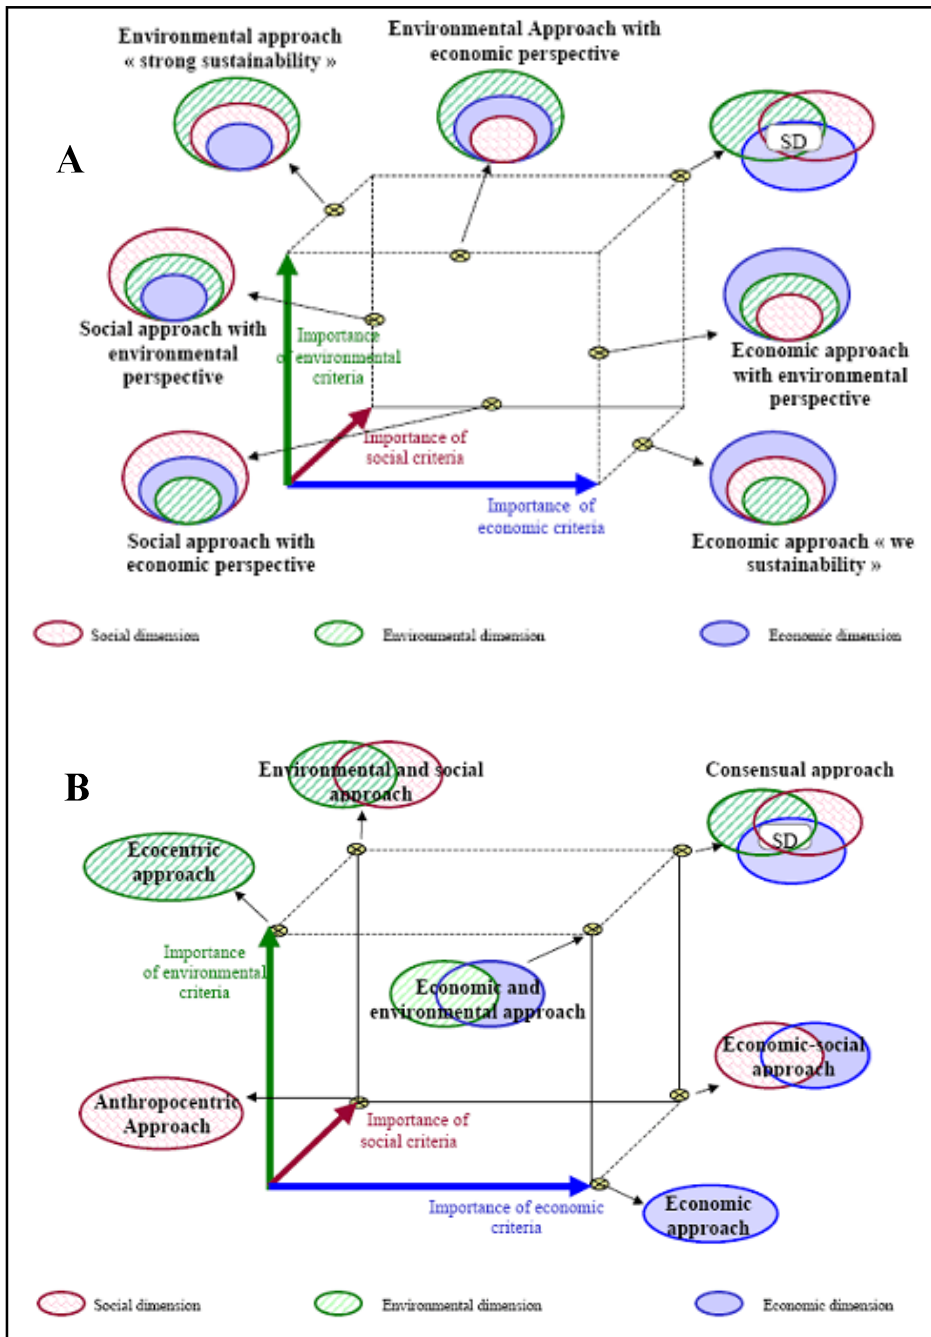 Environmental approach
« strong sustainability »
Environmental Approach with
economic perspective
A
SD
Social approach with
environmental
perspective
Importance
of environmental
criteria
Economic approach
with environmental
perspective
Importance of
social criteria
Importance of
economic criteria
Social approach with
economic perspective
Economic approach « we
sustainability »
Social dimension
Environmental dimension
Economic dimension
B
Environmental and social
approach
Consensual approach
SD
Ecocentric
approach
Importance
of environmental
criteria
Economic and
environmental approach
Economic-social
approach
Anthropocentric
Approach
Importance of
social criteria
Importance of economic
criteria
Economic
approach
Social dimension
Environmental dimension
Economic dimension